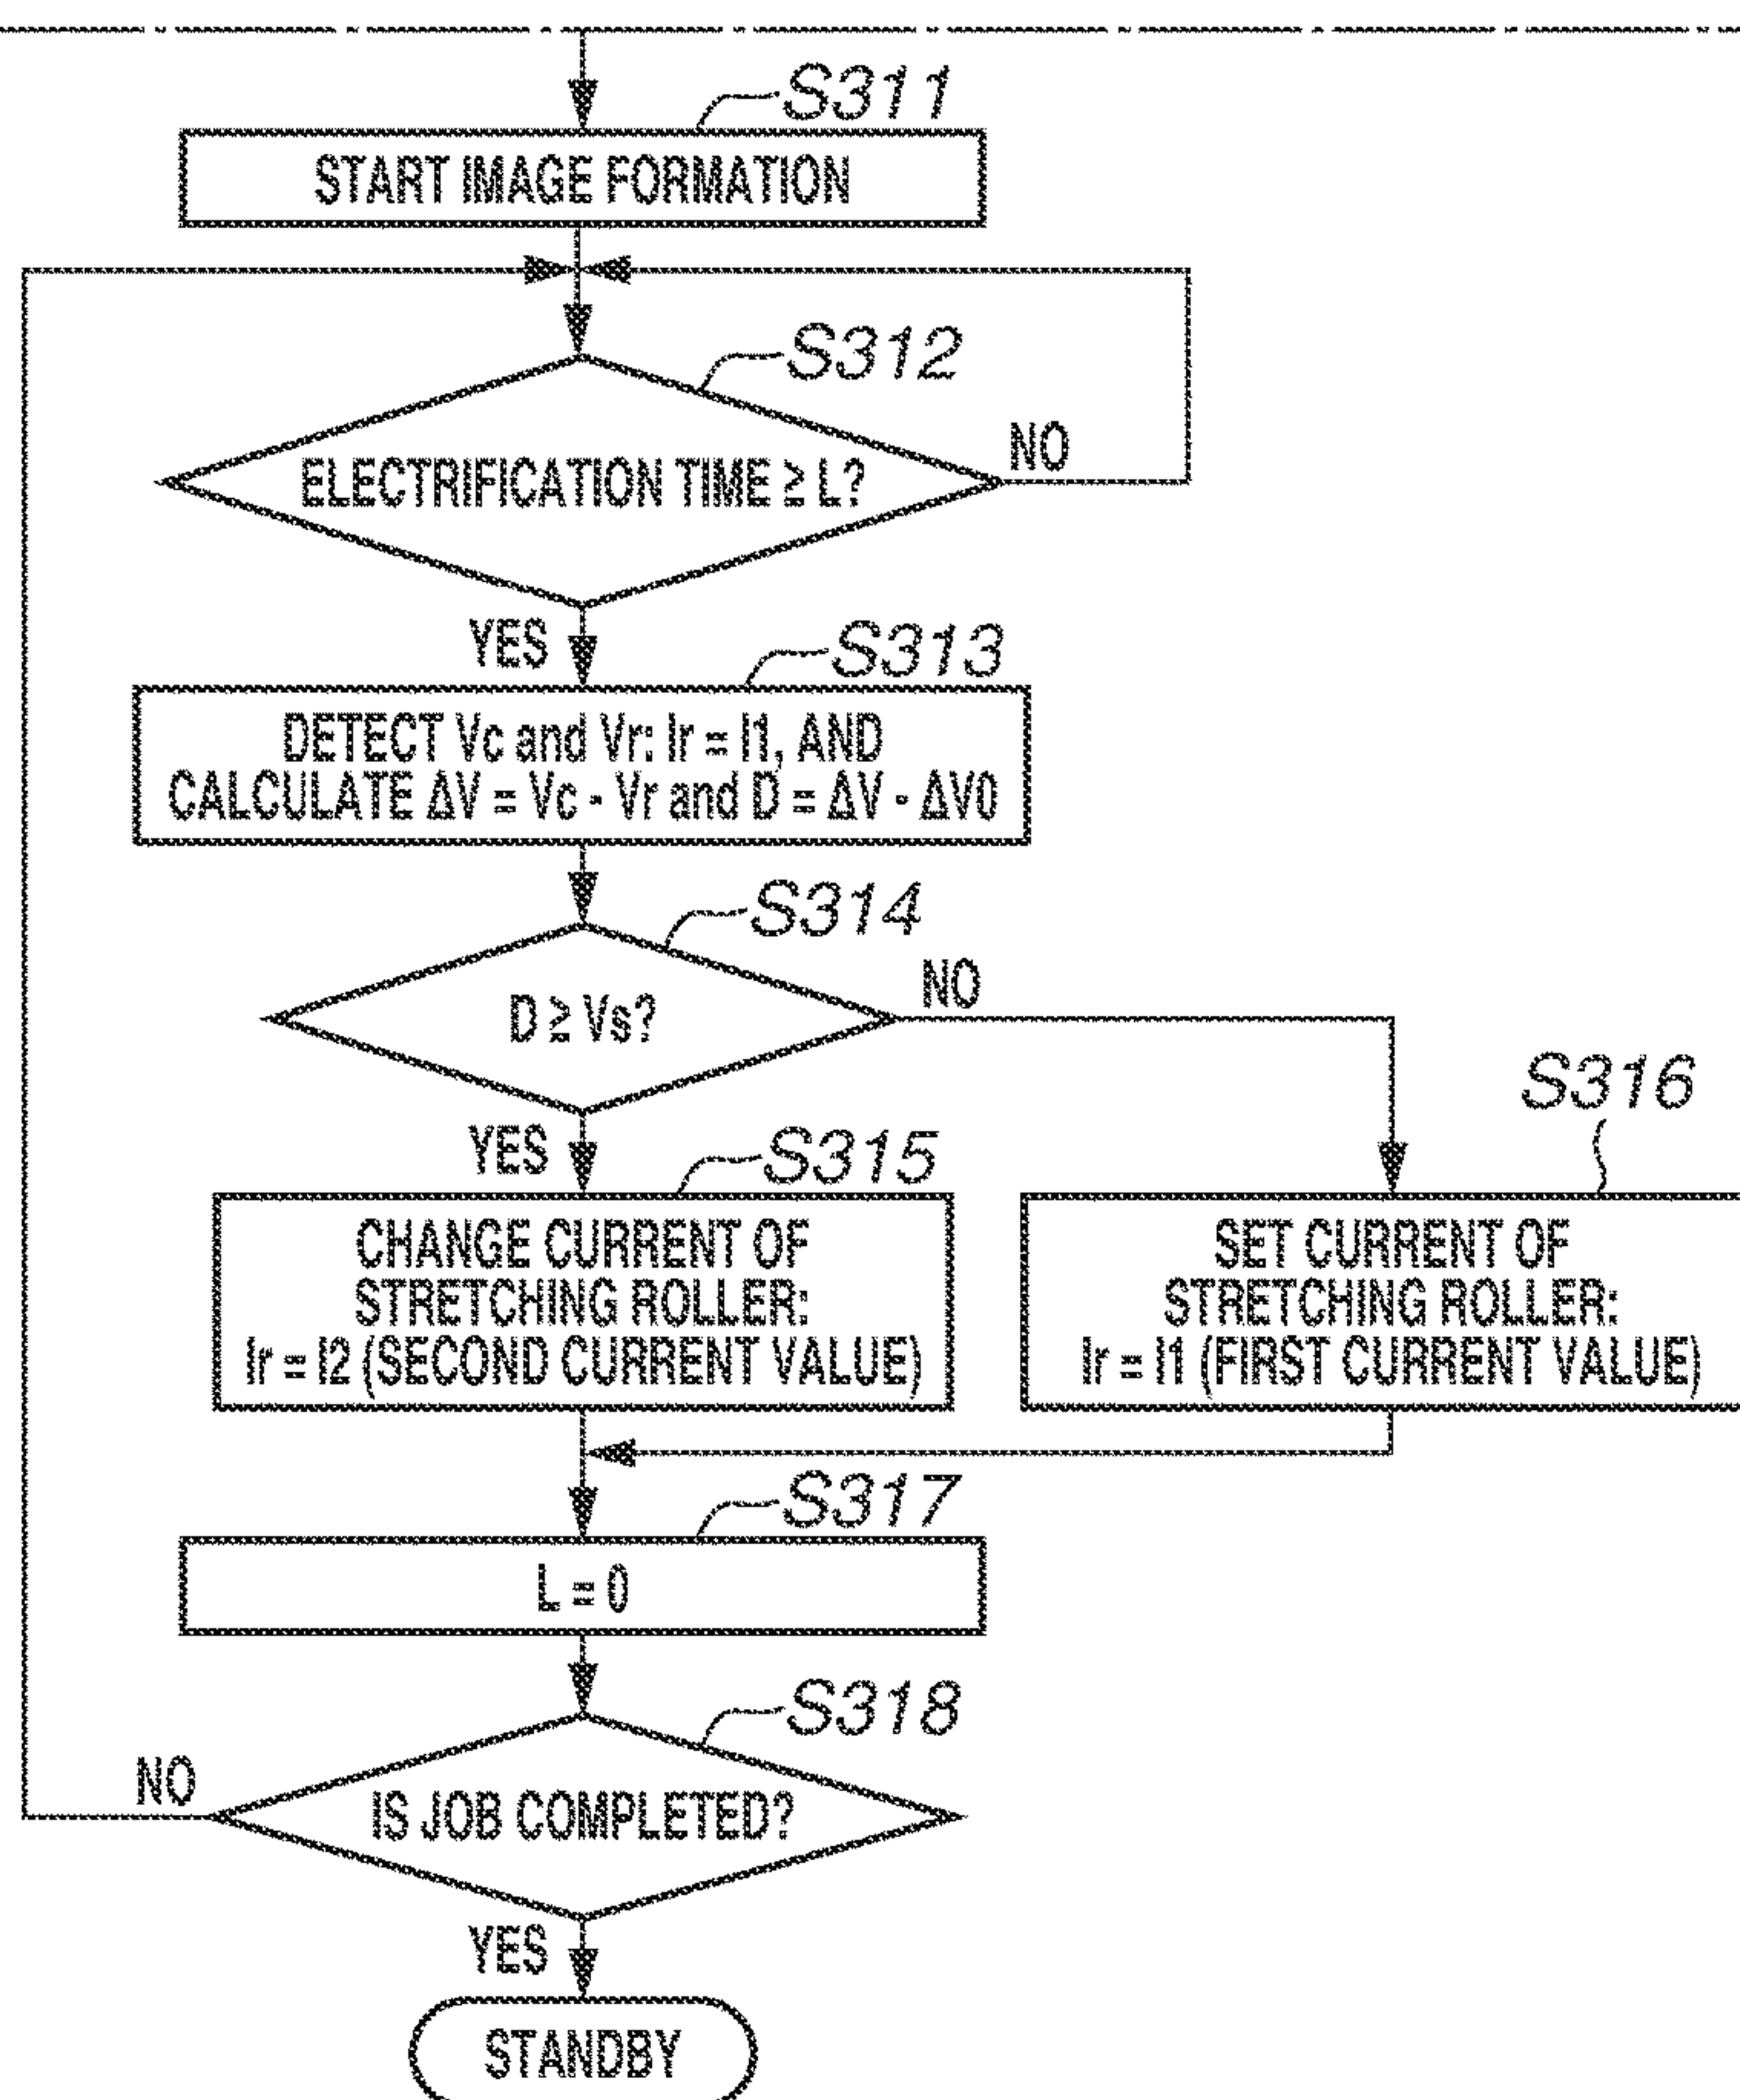 S311
START IMAGE FORMATION
S312
ELECTRIFICATION TIME ≥ L?
NO
YES
S313
DETECT Vc and Vr: Ir = I1, AND
CALCULATE ΔV = Vc - Vr and D = ΔV - ΔV0
S314
D ≥ Vs?
NO
YES
S315
CHANGE CURRENT OF
STRETCHING ROLLER:
Ir = I2 (SECOND CURRENT VALUE)
S316
SET CURRENT OF
STRETCHING ROLLER:
Ir = I1 (FIRST CURRENT VALUE)
S317
L = 0
S318
IS JOB COMPLETED?
NO
YES
STANDBY